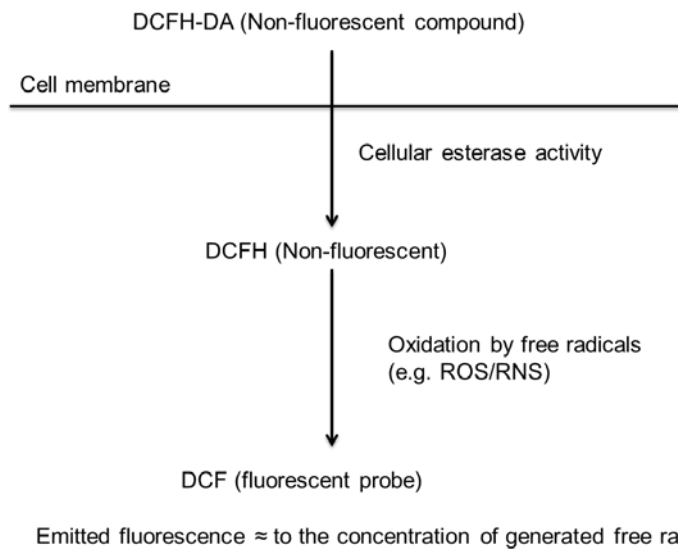 DCFH-DA (Non-fluorescent compound)
Cell membrane
Cellular esterase activity
DCFH (Non-fluorescent)
Oxidation by free radicals
(e.g. ROS/RNS)
DCF (fluorescent probe)
Emitted fluorescence ≈ to the concentration of generated free